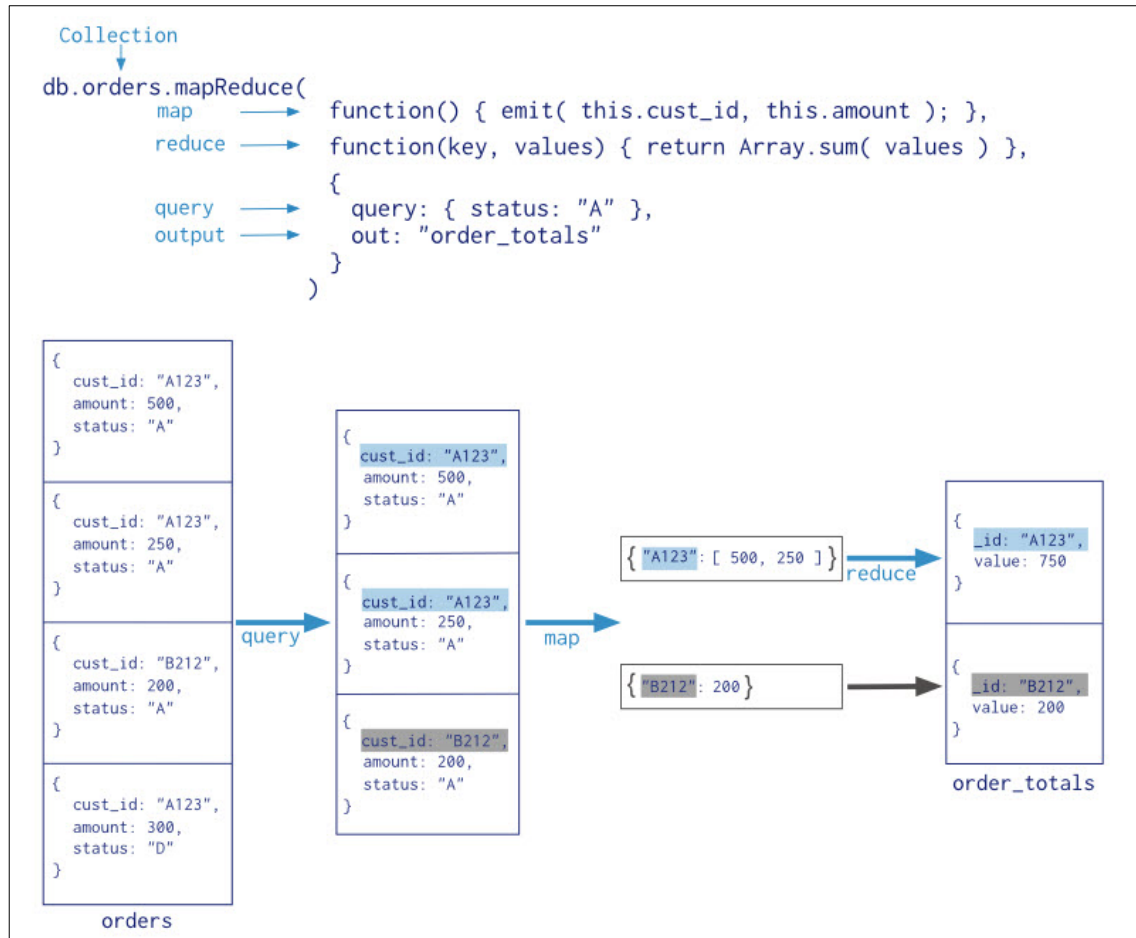 Collection
db.orders.mapReduce(
map function() { emit( this.cust_id, this.amount ); },
reduce function(key, values) { return Array.sum( values ) },
{
query query: { status: "A" },
output out: "order_totals"
}
)
{
cust_id: "A123",
amount: 500,
status: "A"
}
{
cust_id: "A123",
amount: 250,
status: "A"
}
{
cust_id: "B212",
amount: 200,
status: "A"
}
{
cust_id: "A123",
amount: 300,
status: "D"
}
orders
query
{
cust_id: "A123",
amount: 500,
status: "A"
}
{
cust_id: "A123",
amount: 250,
status: "A"
}
{
cust_id: "B212",
amount: 200,
status: "A"
}
map
{ "A123": [ 500, 250 ] }
reduce
{ "B212": 200 }
{
_id: "A123",
value: 750
}
{
_id: "B212",
value: 200
}
order_totals